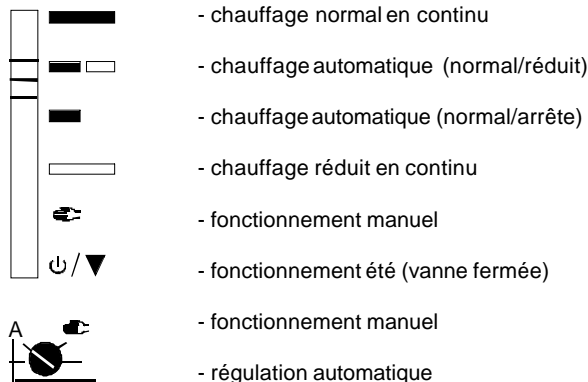 - chauffage normal en continu
- chauffage automatique (normal/réduit)
- chauffage automatique (normal/arrête)
- chauffage réduit en continu
- fonctionnement manuel
- fonctionnement été (vanne fermée)
- fonctionnement manuel
A
- régulation automatique